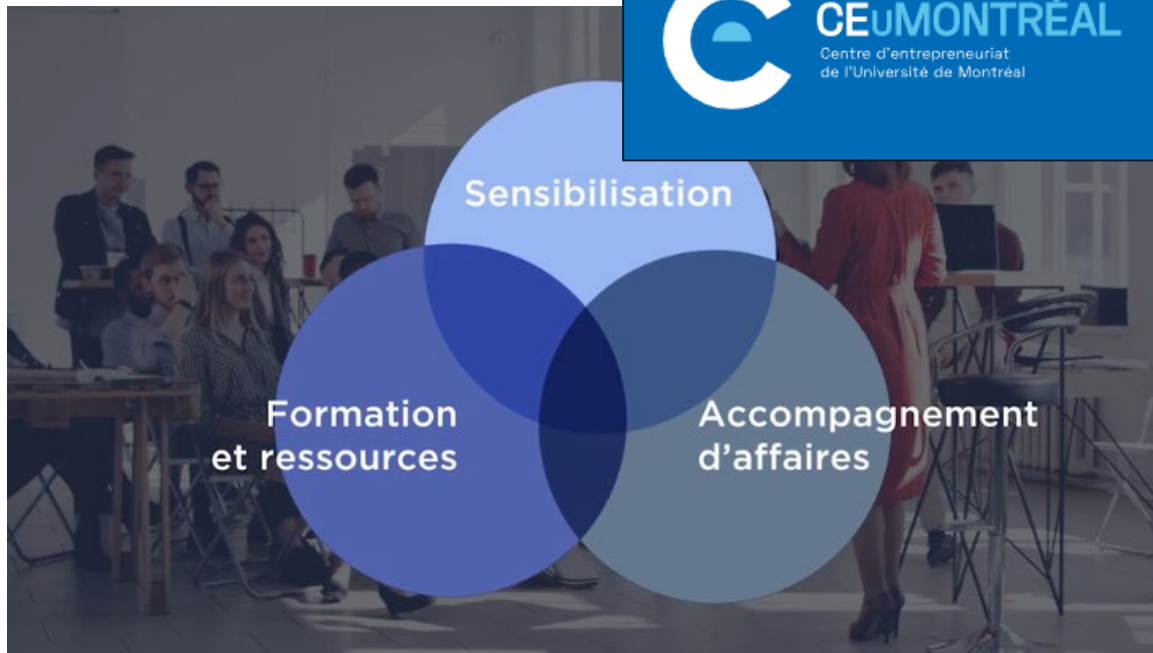 CEUMONTRÉAL
Centre d'entrepreneuriat
de l'Université de Montréal
Sensibilisation
Formation
et ressources
Accompagnement
d'affaires